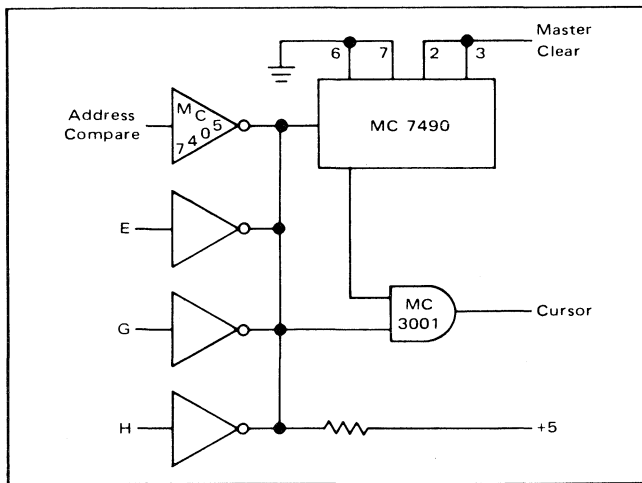 6 7 2 3
Master
Clear
Address
Compare
MC
7405
MC 7490
E
G
MC
3001
Cursor
H
+5